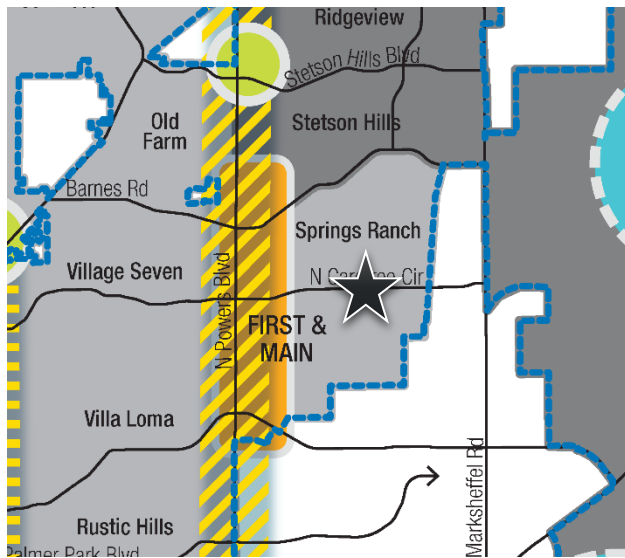 Ridgeview
Stetson Hills Blvd
Old
Farm
Stetson Hills
Barnes Rd
Springs Ranch
Village Seven
N Powers Blvd
Cir
FIRST &
MAIN
Villa Loma
Marksheffel Rd
Rustic Hills
Palmer Park Blvd